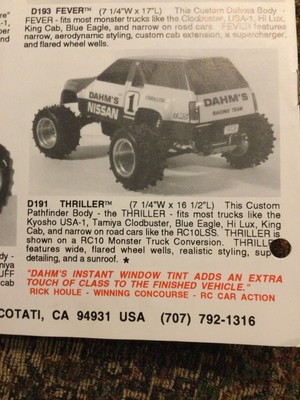 D193 FEVER™ (7 1/4"W x 17"L) This Custom Datsun Body -
FEVER - fits most monster trucks like the Clodbuster, USA-1, Hi Lux,
King Cab, Blue Eagle, and narrow on road cars. FEVER features
narrow, aerodynamic styling, custom cab extension, a supercharger,
and flared wheel wells.
DAHM'S
NISSAN
1
DAHM'S
RACING TEAM
D191 THRILLER™ (7 1/4"W x 16 1/2"L) This Custom
Pathfinder Body - the THRILLER - fits most trucks like the
Kyosho USA-1, Tamiya Clodbuster, Blue Eagle, Hi Lux, King
Cab, and narrow on road cars like the RC10LSS. THRILLER is
shown on a RC10 Monster Truck Conversion. THRILLER
features wide, flared wheel wells, realistic styling, super
detailing, and a sunroof. ★
"DAHM'S INSTANT WINDOW TINT ADDS AN EXTRA
TOUCH OF CLASS TO THE FINISHED VEHICLE."
RICK HOULE - WINNING CONCOURSE - RC CAR ACTION
COTATI, CA 94931 USA (707) 792-1316